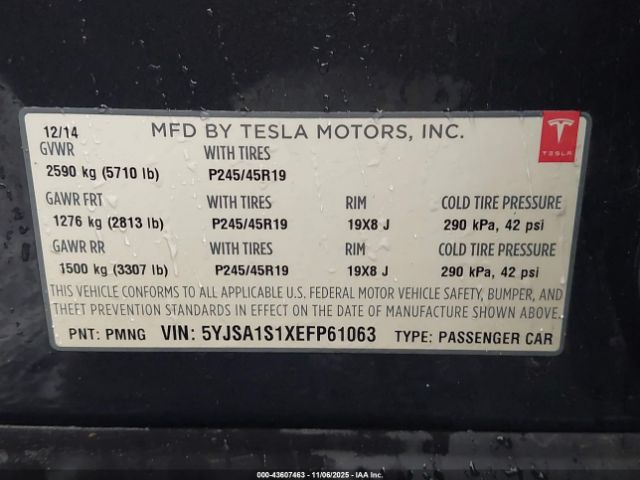 12/14 MFD BY TESLA MOTORS, INC.
TESLA
GVWR WITH TIRES
2590 kg (5710 lb) P245/45R19
GAWR FRT WITH TIRES RIM COLD TIRE PRESSURE
1276 kg (2813 lb) P245/45R19 19X8 J 290 kPa, 42 psi
GAWR RR WITH TIRES RIM COLD TIRE PRESSURE
1500 kg (3307 lb) P245/45R19 19X8 J 290 kPa, 42 psi
THIS VEHICLE CONFORMS TO ALL APPLICABLE U.S. FEDERAL MOTOR VEHICLE SAFETY, BUMPER, AND
THEFT PREVENTION STANDARDS IN EFFECT ON THE DATE OF MANUFACTURE SHOWN ABOVE.
PNT: PMNG VIN: 5YJSA1S1XEFP61063 TYPE: PASSENGER CAR
000-43607463 - 11/06/2025 - IAA Inc.